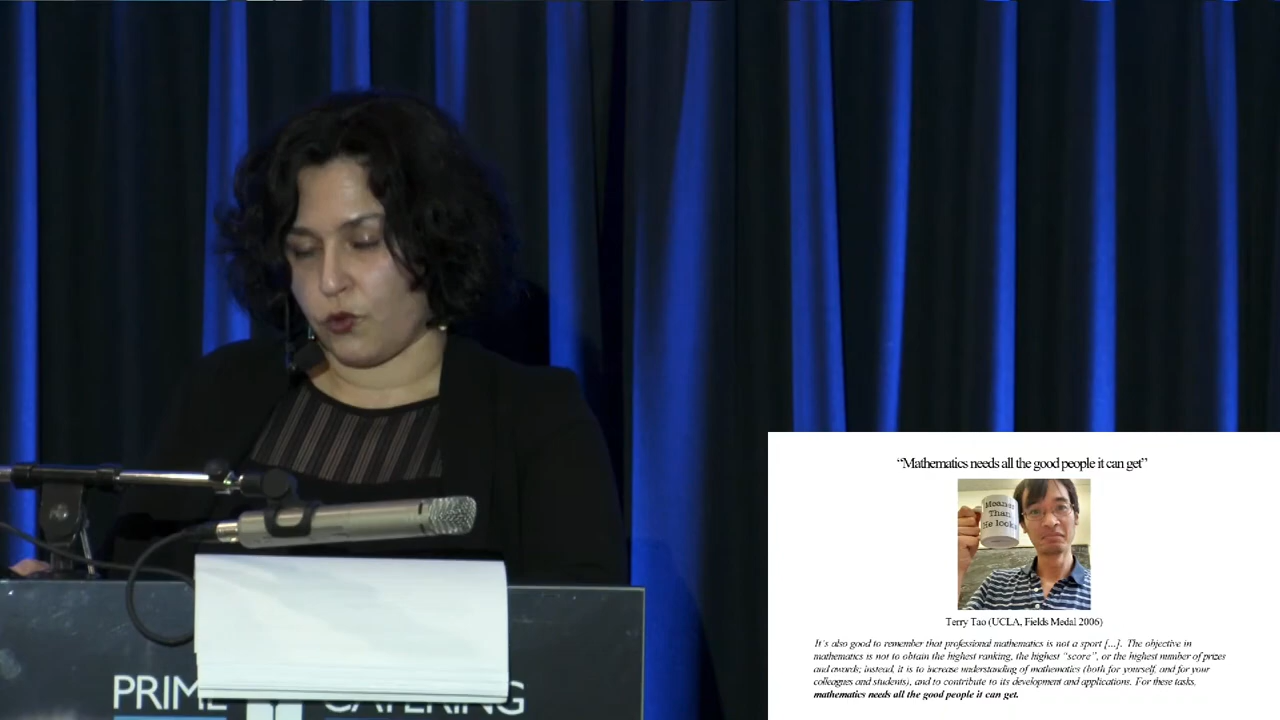 “Mathematics needs all the good people it can get”
Meaner
Than
He looks
Terry Tao (UCLA, Fields Medal 2006)
It's also good to remember that professional mathematics is not a sport [...]. The objective in
mathematics is not to obtain the highest ranking, the highest “score”, or the highest number of prizes
and awards; instead, it is to increase understanding of mathematics (both for yourself, and for your
colleagues and students), and to contribute to its development and applications. For these tasks,
mathematics needs all the good people it can get.
PRIME CATERING